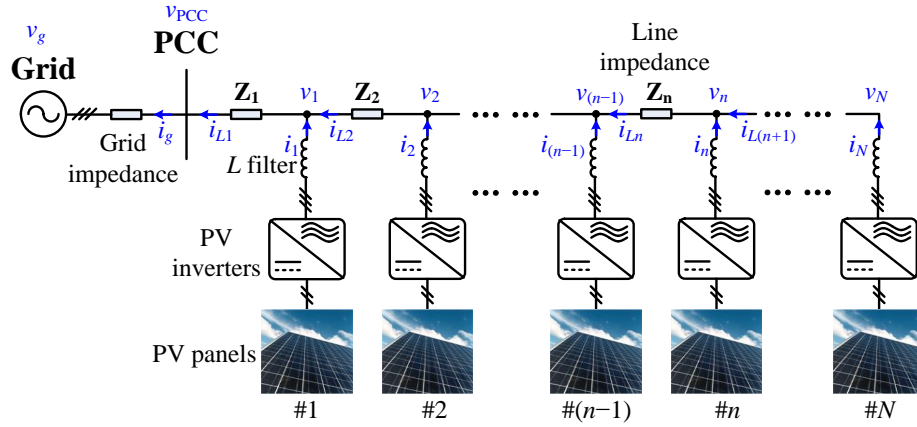 v_g
Grid
v_PCC
PCC
Z_1
v_1
Z_2
v_2
Line
impedance
v_(n−1)
Z_n
v_n
v_N
i_g
i_L1
i_1
i_L2
i_2
i_(n−1)
i_Ln
i_n
i_L(n+1)
i_N
Grid
impedance
L filter
PV
inverters
PV panels
#1
#2
#(n−1)
#n
#N